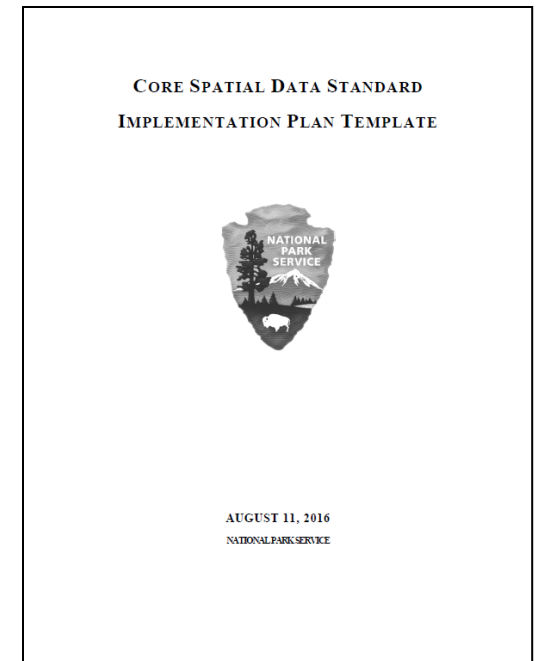 CORE SPATIAL DATA STANDARD
IMPLEMENTATION PLAN TEMPLATE
NATIONAL
PARK
SERVICE
AUGUST 11, 2016
NATIONAL PARK SERVICE